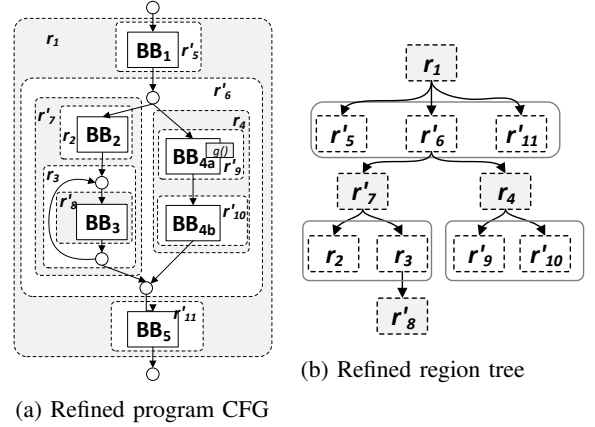 r1
BB1
r'5
r'6
r'7
r4
r2
BB2
BB4a
g()
r'9
r3
r'8
BB3
r'10
BB4b
r'11
BB5
(a) Refined program CFG
r1
r'5 r'6 r'11
r'7 r4
r2 r3 r'9 r'10
r'8
(b) Refined region tree